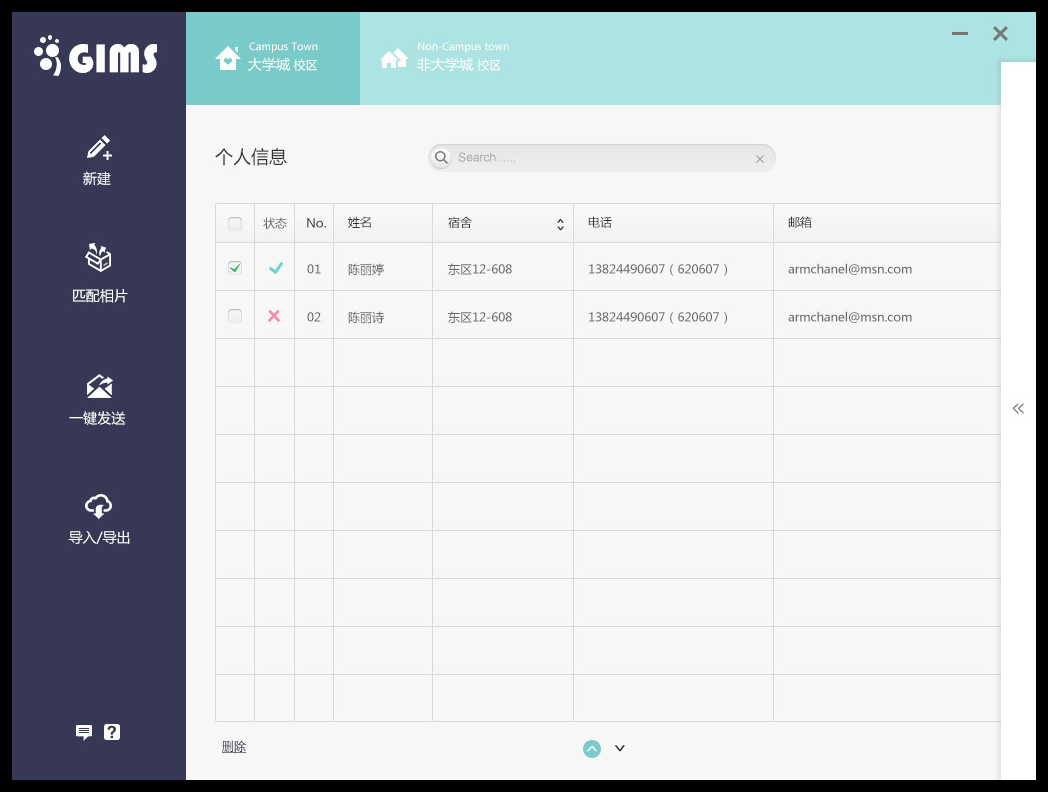 GIMS
Campus Town
大学城 校区
Non-Campus town
非大学城 校区
新建
匹配相片
一键发送
导入/导出
个人信息
Search......
状态 No. 姓名 宿舍 电话 邮箱
01 陈丽婷 东区12-608 13824490607（620607） armchanel@msn.com
02 陈丽诗 东区12-608 13824490607（620607） armchanel@msn.com
删除